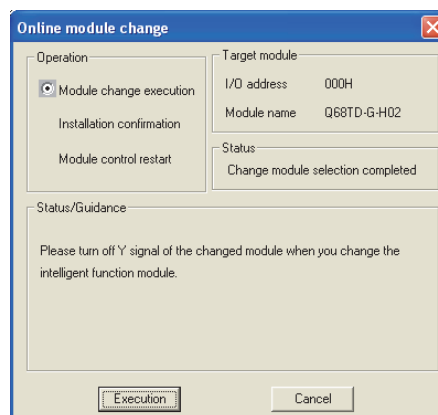 Online module change
Operation
Module change execution
Installation confirmation
Module control restart
Target module
I/O address 000H
Module name Q68TD-G-H02
Status
Change module selection completed
Status/Guidance
Please turn off Y signal of the changed module when you change the
intelligent function module.
Execution
Cancel